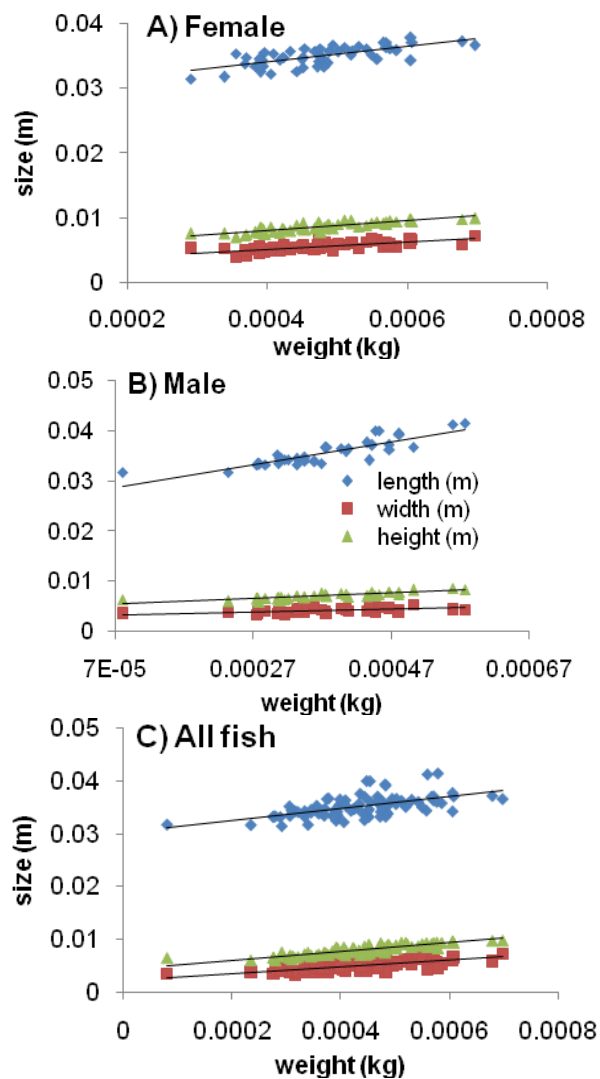 A) Female
0.04
0.03
0.02
0.01
0
size (m)
0.0002
0.0004
0.0006
0.0008
weight (kg)
B) Male
0.05
0.04
0.03
0.02
0.01
0
size (m)
length (m)
width (m)
height (m)
7E-05
0.00027
0.00047
0.00067
weight (kg)
C) All fish
0.05
0.04
0.03
0.02
0.01
0
size (m)
0
0.0002
0.0004
0.0006
0.0008
weight (kg)